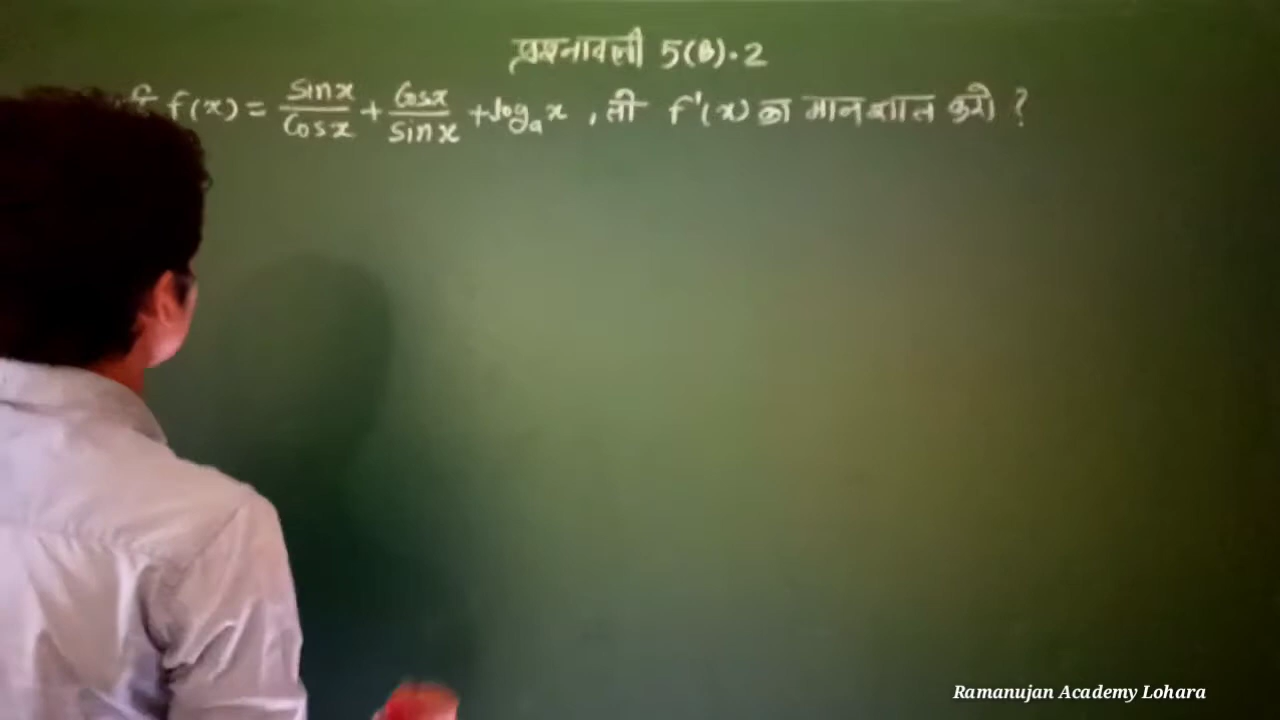 प्रश्नावली 5(B).2
f(x) = sinx/cosx + cosx/sinx + logₐx , तो f'(x) का मान ज्ञात करो ?
Ramanujan Academy Lohara